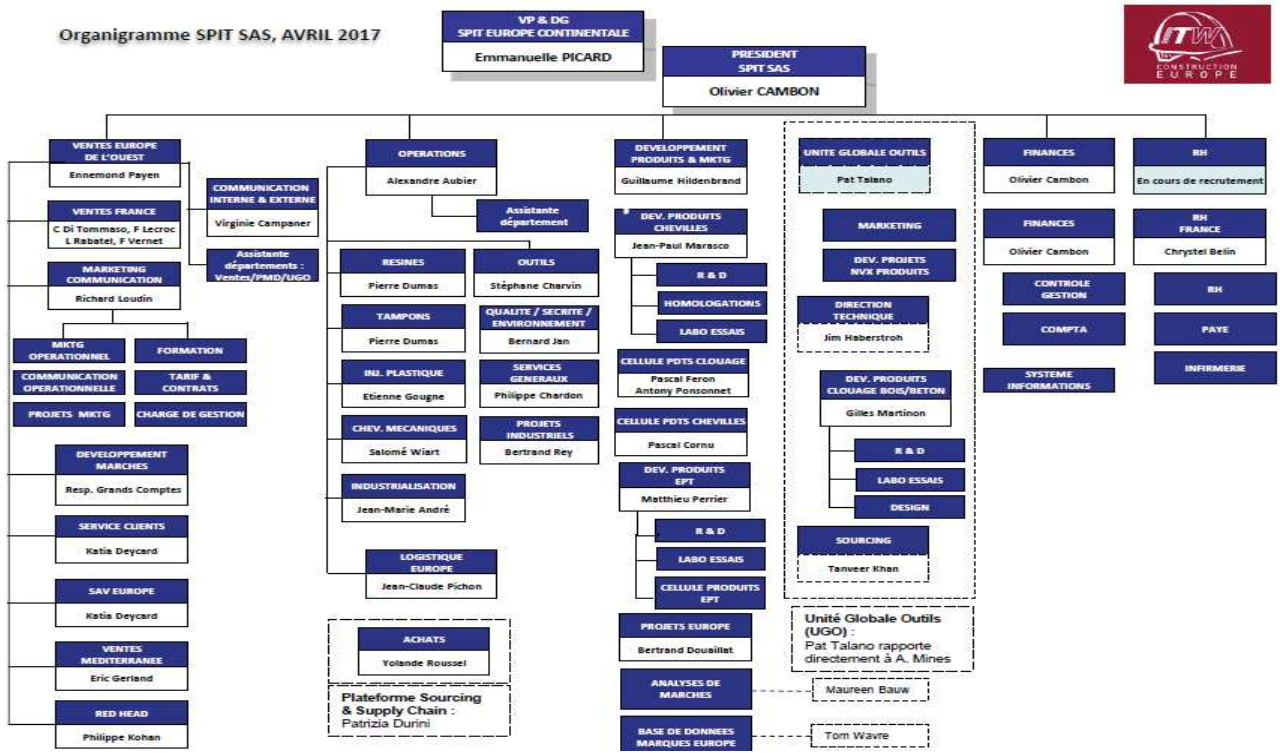 Organigramme SPIT SAS, AVRIL 2017
VP & DG
SPIT EUROPE CONTINENTALE
Emmanuelle PICARD
PRESIDENT
SPIT SAS
Olivier CAMBON
ITW
CONSTRUCTION
EUROPE
VENTES EUROPE
DE L'OUEST
Ennemond Payen
VENTES FRANCE
C Di Tommaso, F Lecroc
L Rabatel, F Vernet
MARKETING
COMMUNICATION
Richard Loudin
MKTG
OPERATIONNEL
FORMATION
COMMUNICATION
OPERATIONNELLE
TARIF &
CONTRATS
PROJETS MKTG
CHARGE DE GESTION
DEVELOPPEMENT
MARCHES
Resp. Grands Comptes
SERVICE CLIENTS
Katia Deycard
SAV EUROPE
Katia Deycard
VENTES
MEDITERRANEE
Eric Gerland
RED HEAD
Philippe Kohan
COMMUNICATION
INTERNE & EXTERNE
Virginie Campaner
Assistante
départements :
Ventes/PMD/UGO
OPERATIONS
Alexandre Aubier
Assistante
département
RESINES
Pierre Dumas
TAMPONS
Pierre Dumas
INJ. PLASTIQUE
Etienne Gougne
CHEV. MECANIQUES
Salomé Wiart
INDUSTRIALISATION
Jean-Marie André
OUTILS
Stéphane Charvin
QUALITE / SECRITE /
ENVIRONNEMENT
Bernard Jan
SERVICES
GENERAUX
Philippe Chardon
PROJETS
INDUSTRIELS
Bertrand Rey
LOGISTIQUE
EUROPE
Jean-Claude Pichon
ACHATS
Yolande Roussel
Plateforme Sourcing
& Supply Chain :
Patrizia Durini
DEVELOPPEMENT
PRODUITS & MKTG
Guillaume Hildenbrand
DEV. PRODUITS
CHEVILLES
Jean-Paul Marasco
R & D
HOMOLOGATIONS
LABO ESSAIS
CELLULE PDTS CLOUAGE
Pascal Feron
Antony Ponsonnet
CELLULE PDTS CHEVILLES
Pascal Cornu
DEV. PRODUITS
EPT
Matthieu Perrier
R & D
LABO ESSAIS
CELLULE PRODUITS
EPT
PROJETS EUROPE
Bertrand Douaillat
ANALYSES DE
MARCHES
Maureen Bauw
BASE DE DONNEES
MARQUES EUROPE
Tom Wavre
UNITE GLOBALE OUTILS
Pat Talano
MARKETING
DEV. PROJETS
NVX PRODUITS
DIRECTION
TECHNIQUE
Jim Haberstroh
DEV. PRODUITS
CLOUAGE BOIS/BETON
Gilles Martinon
R & D
LABO ESSAIS
DESIGN
SOURCING
Tanveer Khan
Unité Globale Outils
(UGO) :
Pat Talano rapporte
directement à A. Mines
FINANCES
Olivier Cambon
FINANCES
Olivier Cambon
CONTROLE
GESTION
COMPTA
SYSTEME
INFORMATIONS
RH
En cours de recrutement
RH
FRANCE
Chrystel Belin
RH
PAYE
INFIRMERIE